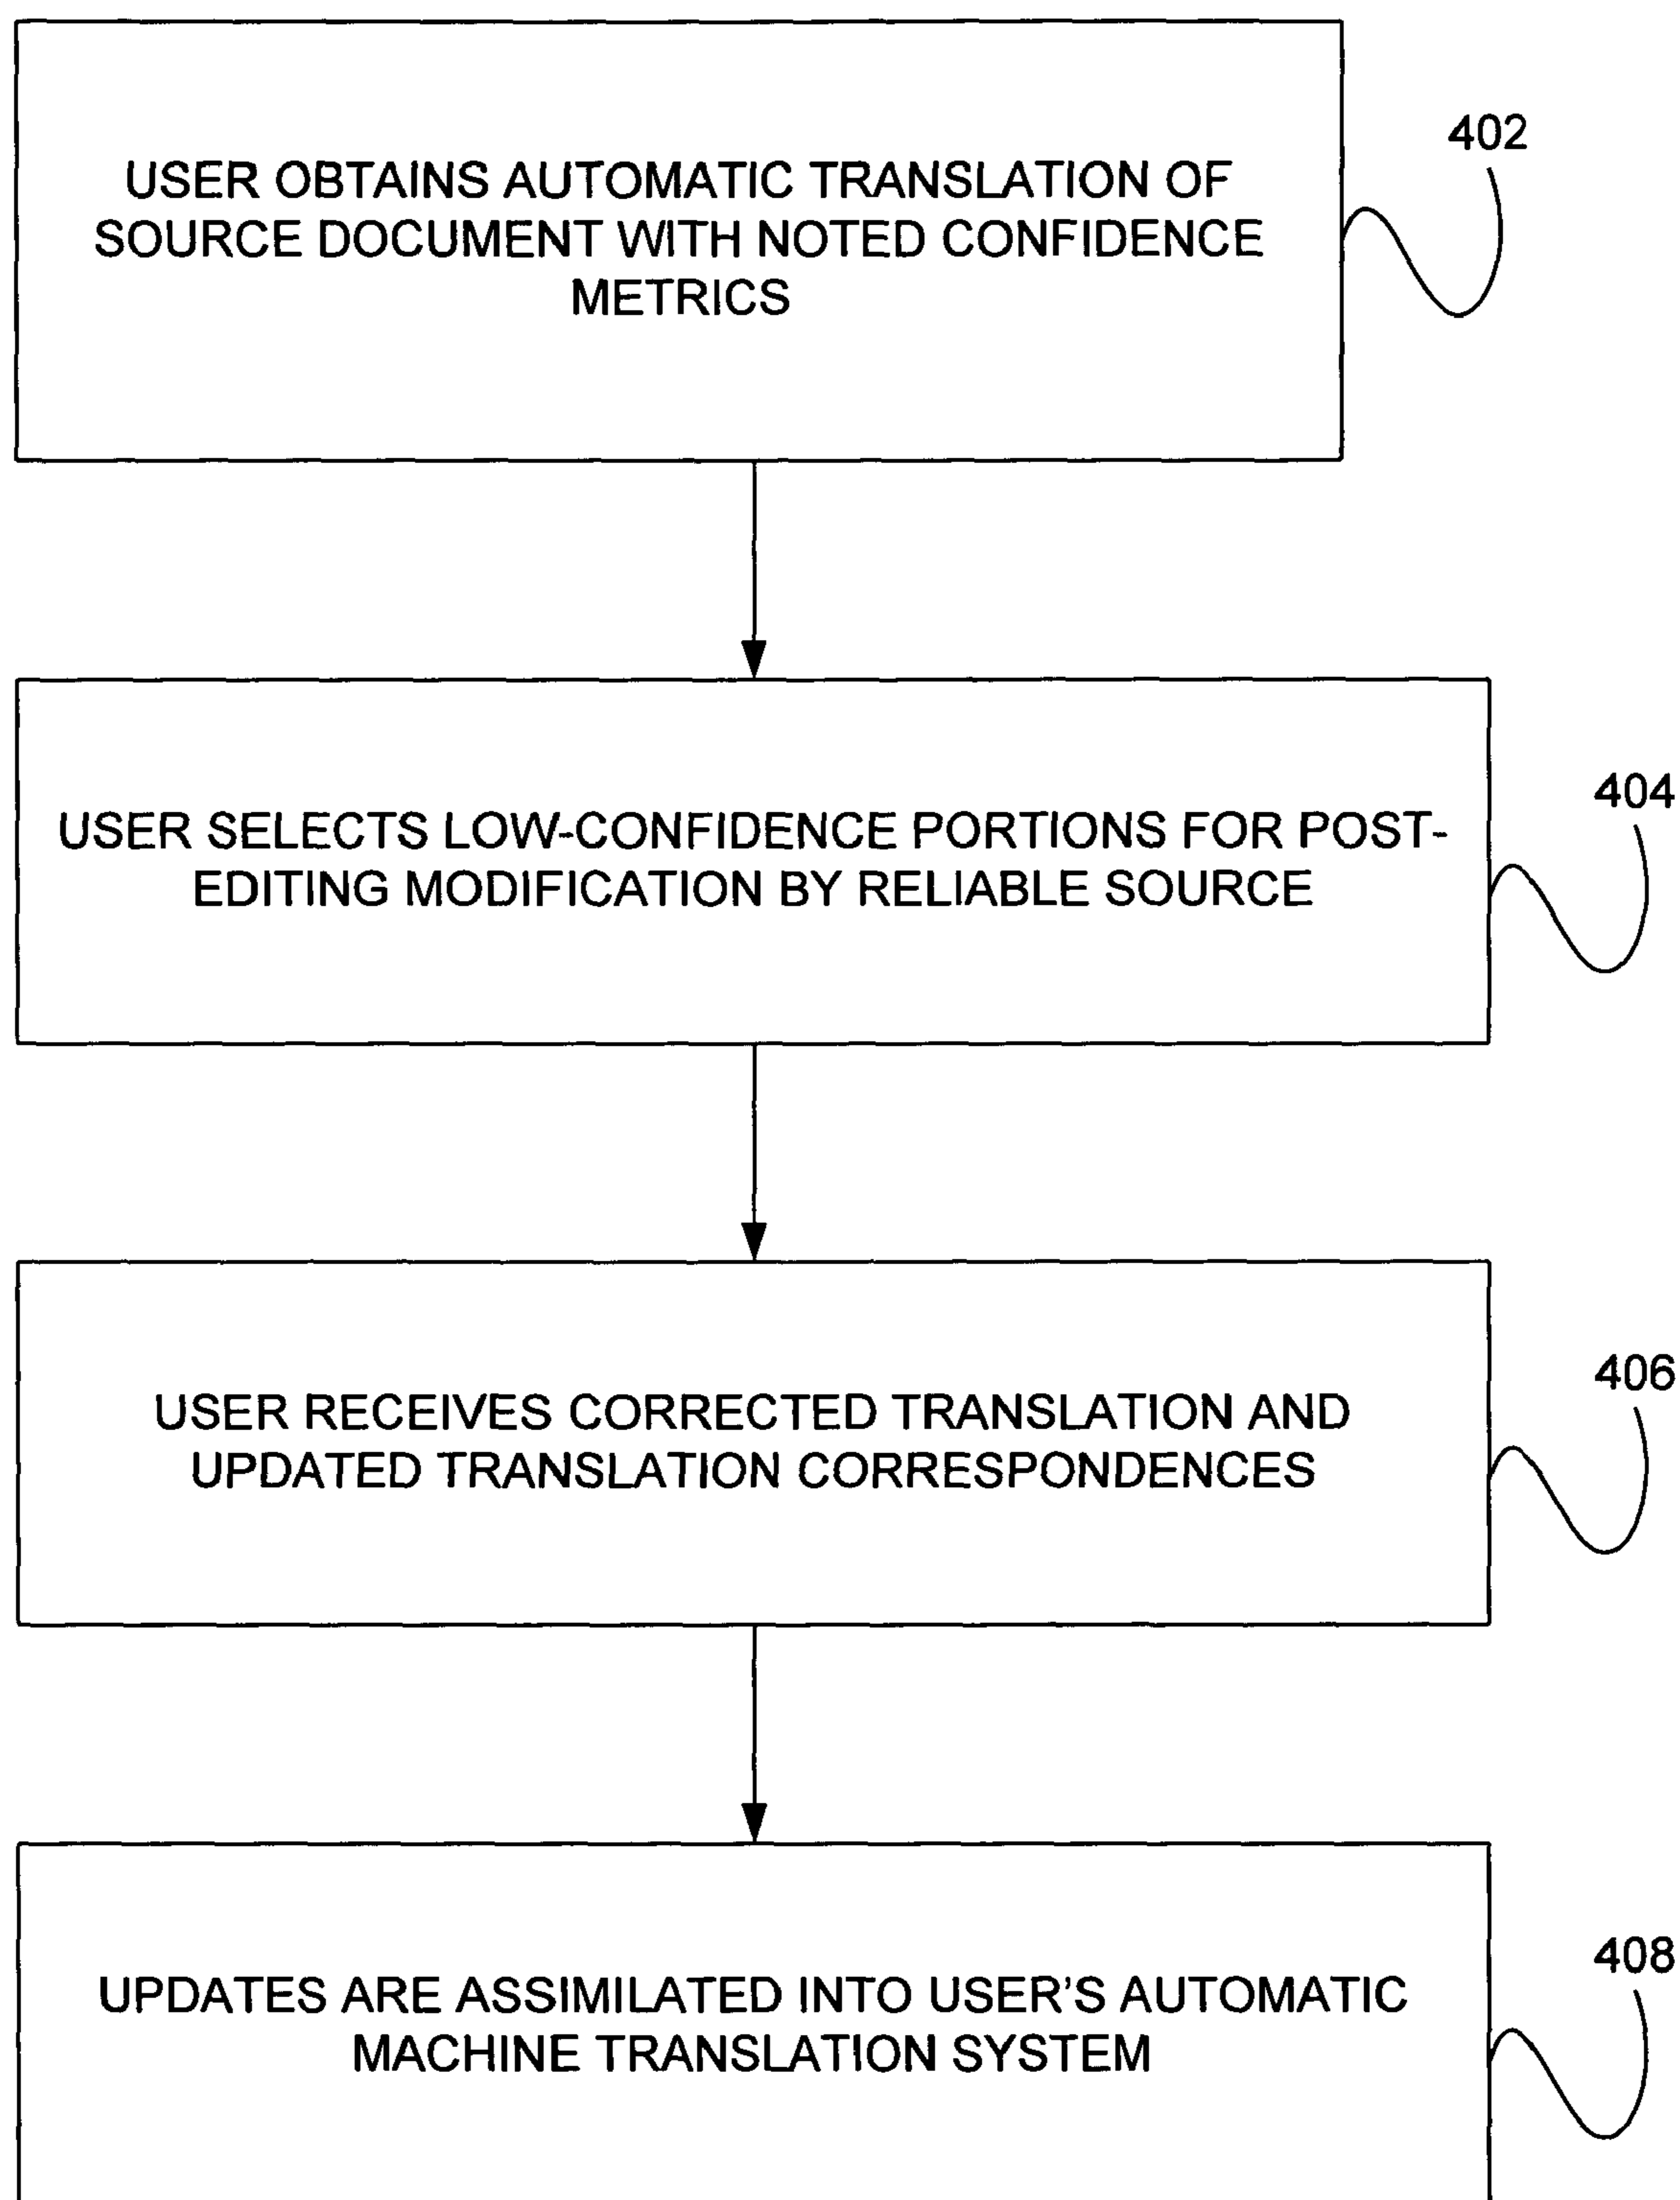 402
USER OBTAINS AUTOMATIC TRANSLATION OF
SOURCE DOCUMENT WITH NOTED CONFIDENCE
METRICS
404
USER SELECTS LOW-CONFIDENCE PORTIONS FOR POST-
EDITING MODIFICATION BY RELIABLE SOURCE
406
USER RECEIVES CORRECTED TRANSLATION AND
UPDATED TRANSLATION CORRESPONDENCES
408
UPDATES ARE ASSIMILATED INTO USER'S AUTOMATIC
MACHINE TRANSLATION SYSTEM